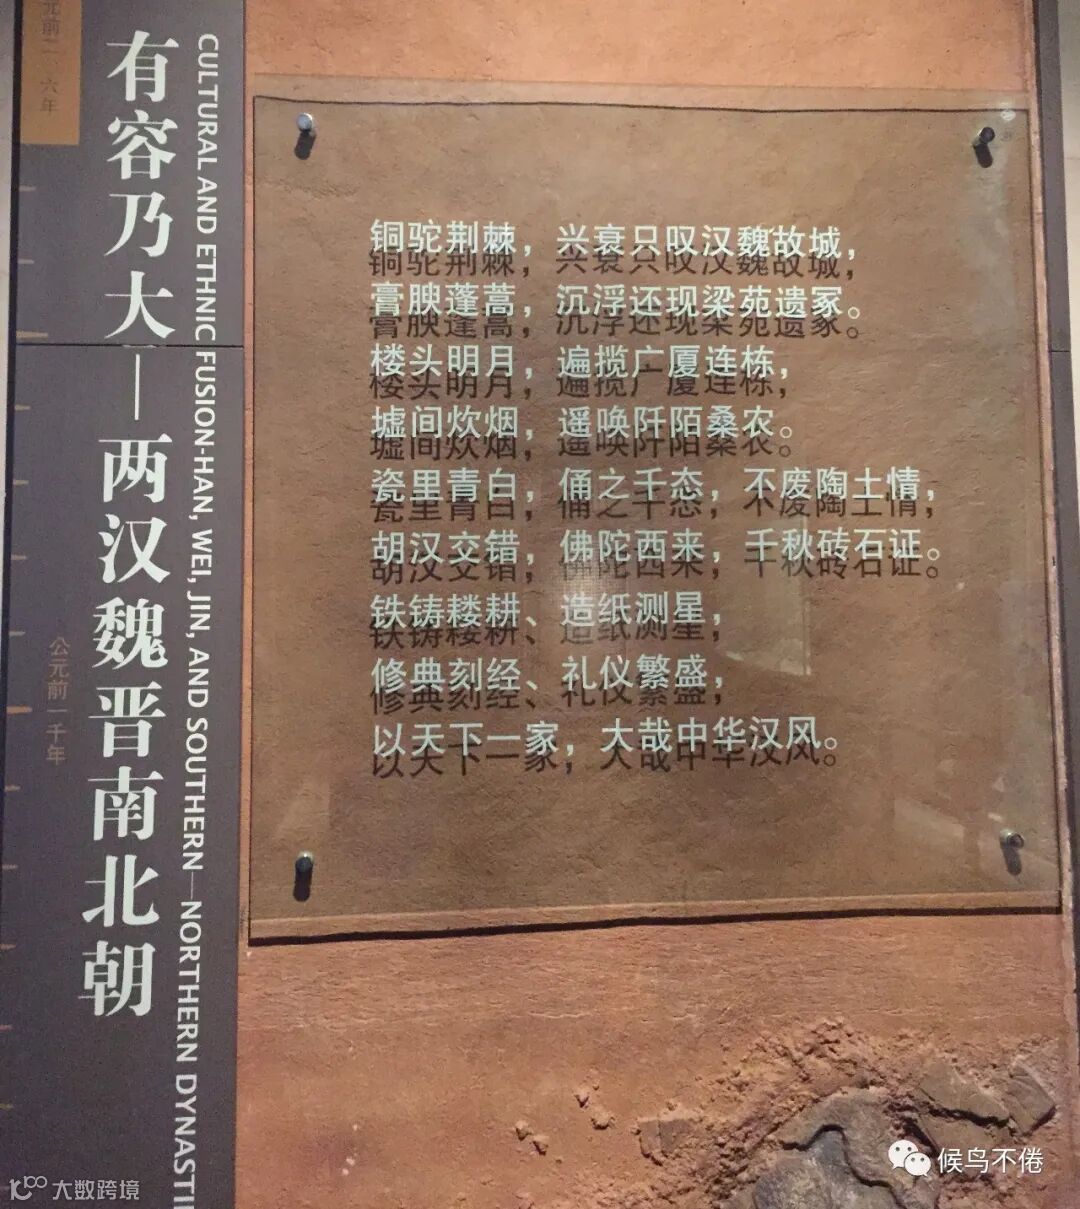 有容乃大——两汉魏晋南北朝
CULTURAL AND ETHNIC FUSION-HAN, WEI, JIN, AND SOUTHERN—NORTHERN DYNASTI
公元前一千年
铜驼荆棘，兴衰只叹汉魏故城，
膏腴蓬蒿，沉浮还现梁苑遗冢。
楼头明月，遍揽广厦连栋，
墟间炊烟，遥唤阡陌桑农。
瓷里青白，俑之千态，不废陶土情，
胡汉交错，佛陀西来，千秋砖石证。
铁铸耧耕、造纸测星，
修典刻经、礼仪繁盛，
以天下一家，大哉中华汉风。
候鸟不倦
大数跨境